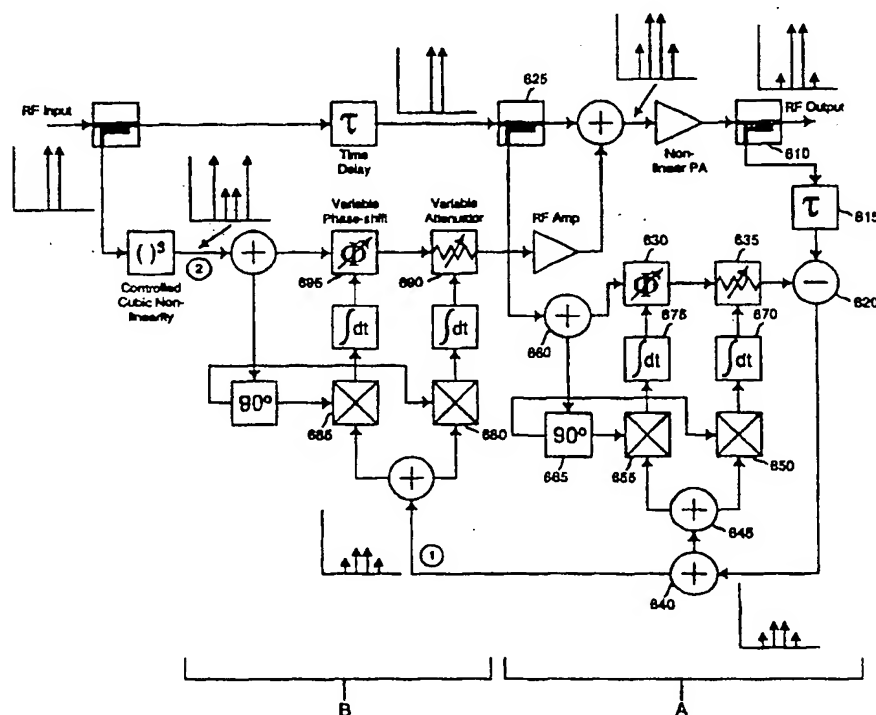 625
RF Input
τ
Time
Delay
Non-
linear PA
RF Output
610
τ
615
Variable
Phase-shift
Variable
Attenuator
RF Amp
( )³
②
Controlled
Cubic Non-
linearity
+
Φ
695
690
+
630
Φ
635
−
620
∫dt
∫dt
660
+
∫dt
675
∫dt
670
90°
685
680
90°
665
655
650
+
+
645
①
+
640
B
A